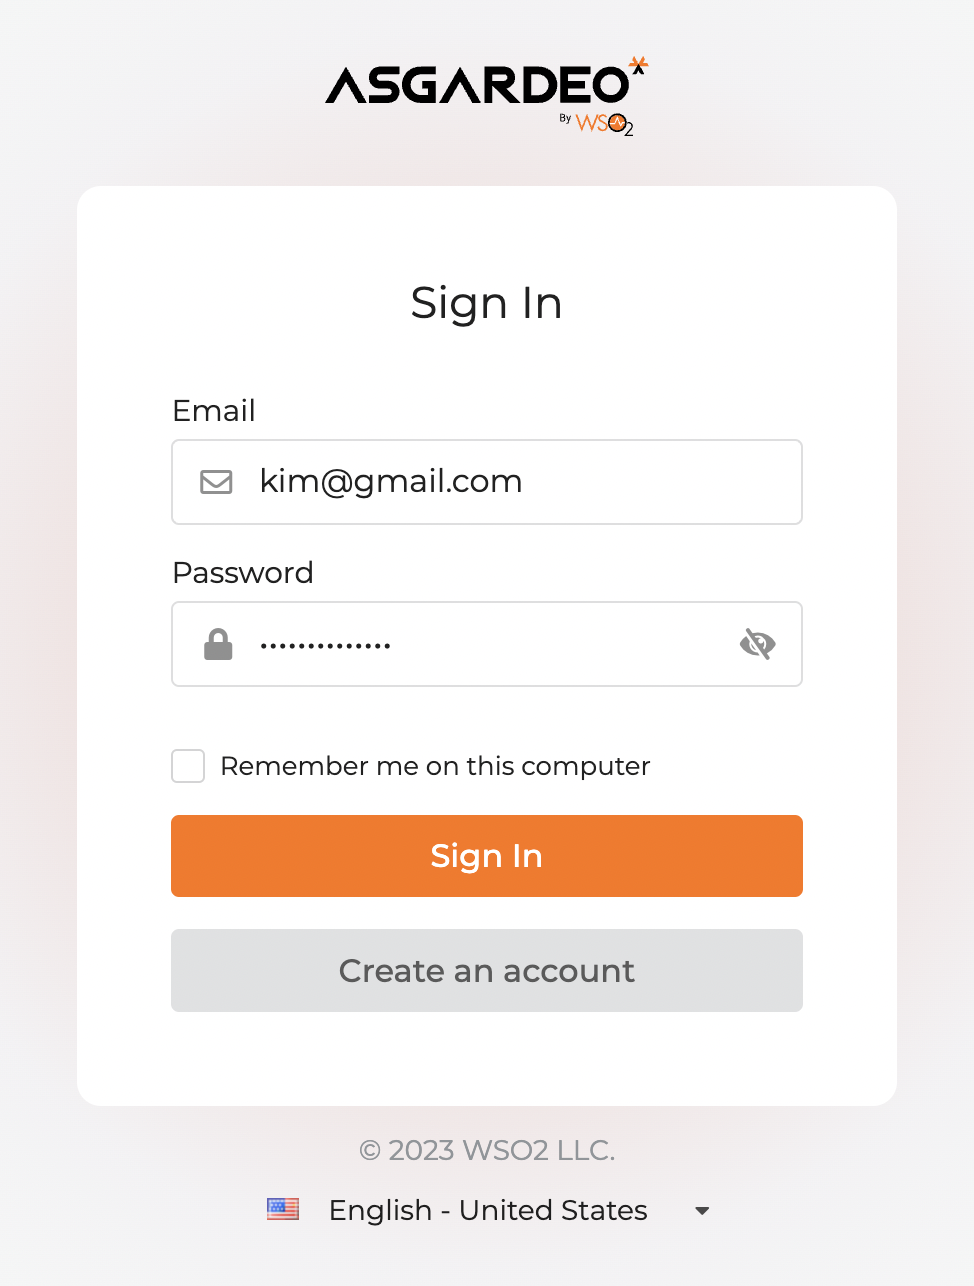 ASGARDEO
By WSO2
Sign In
Email
kim@gmail.com
Password
••••••••••••••
Remember me on this computer
Sign In
Create an account
© 2023 WSO2 LLC.
English - United States